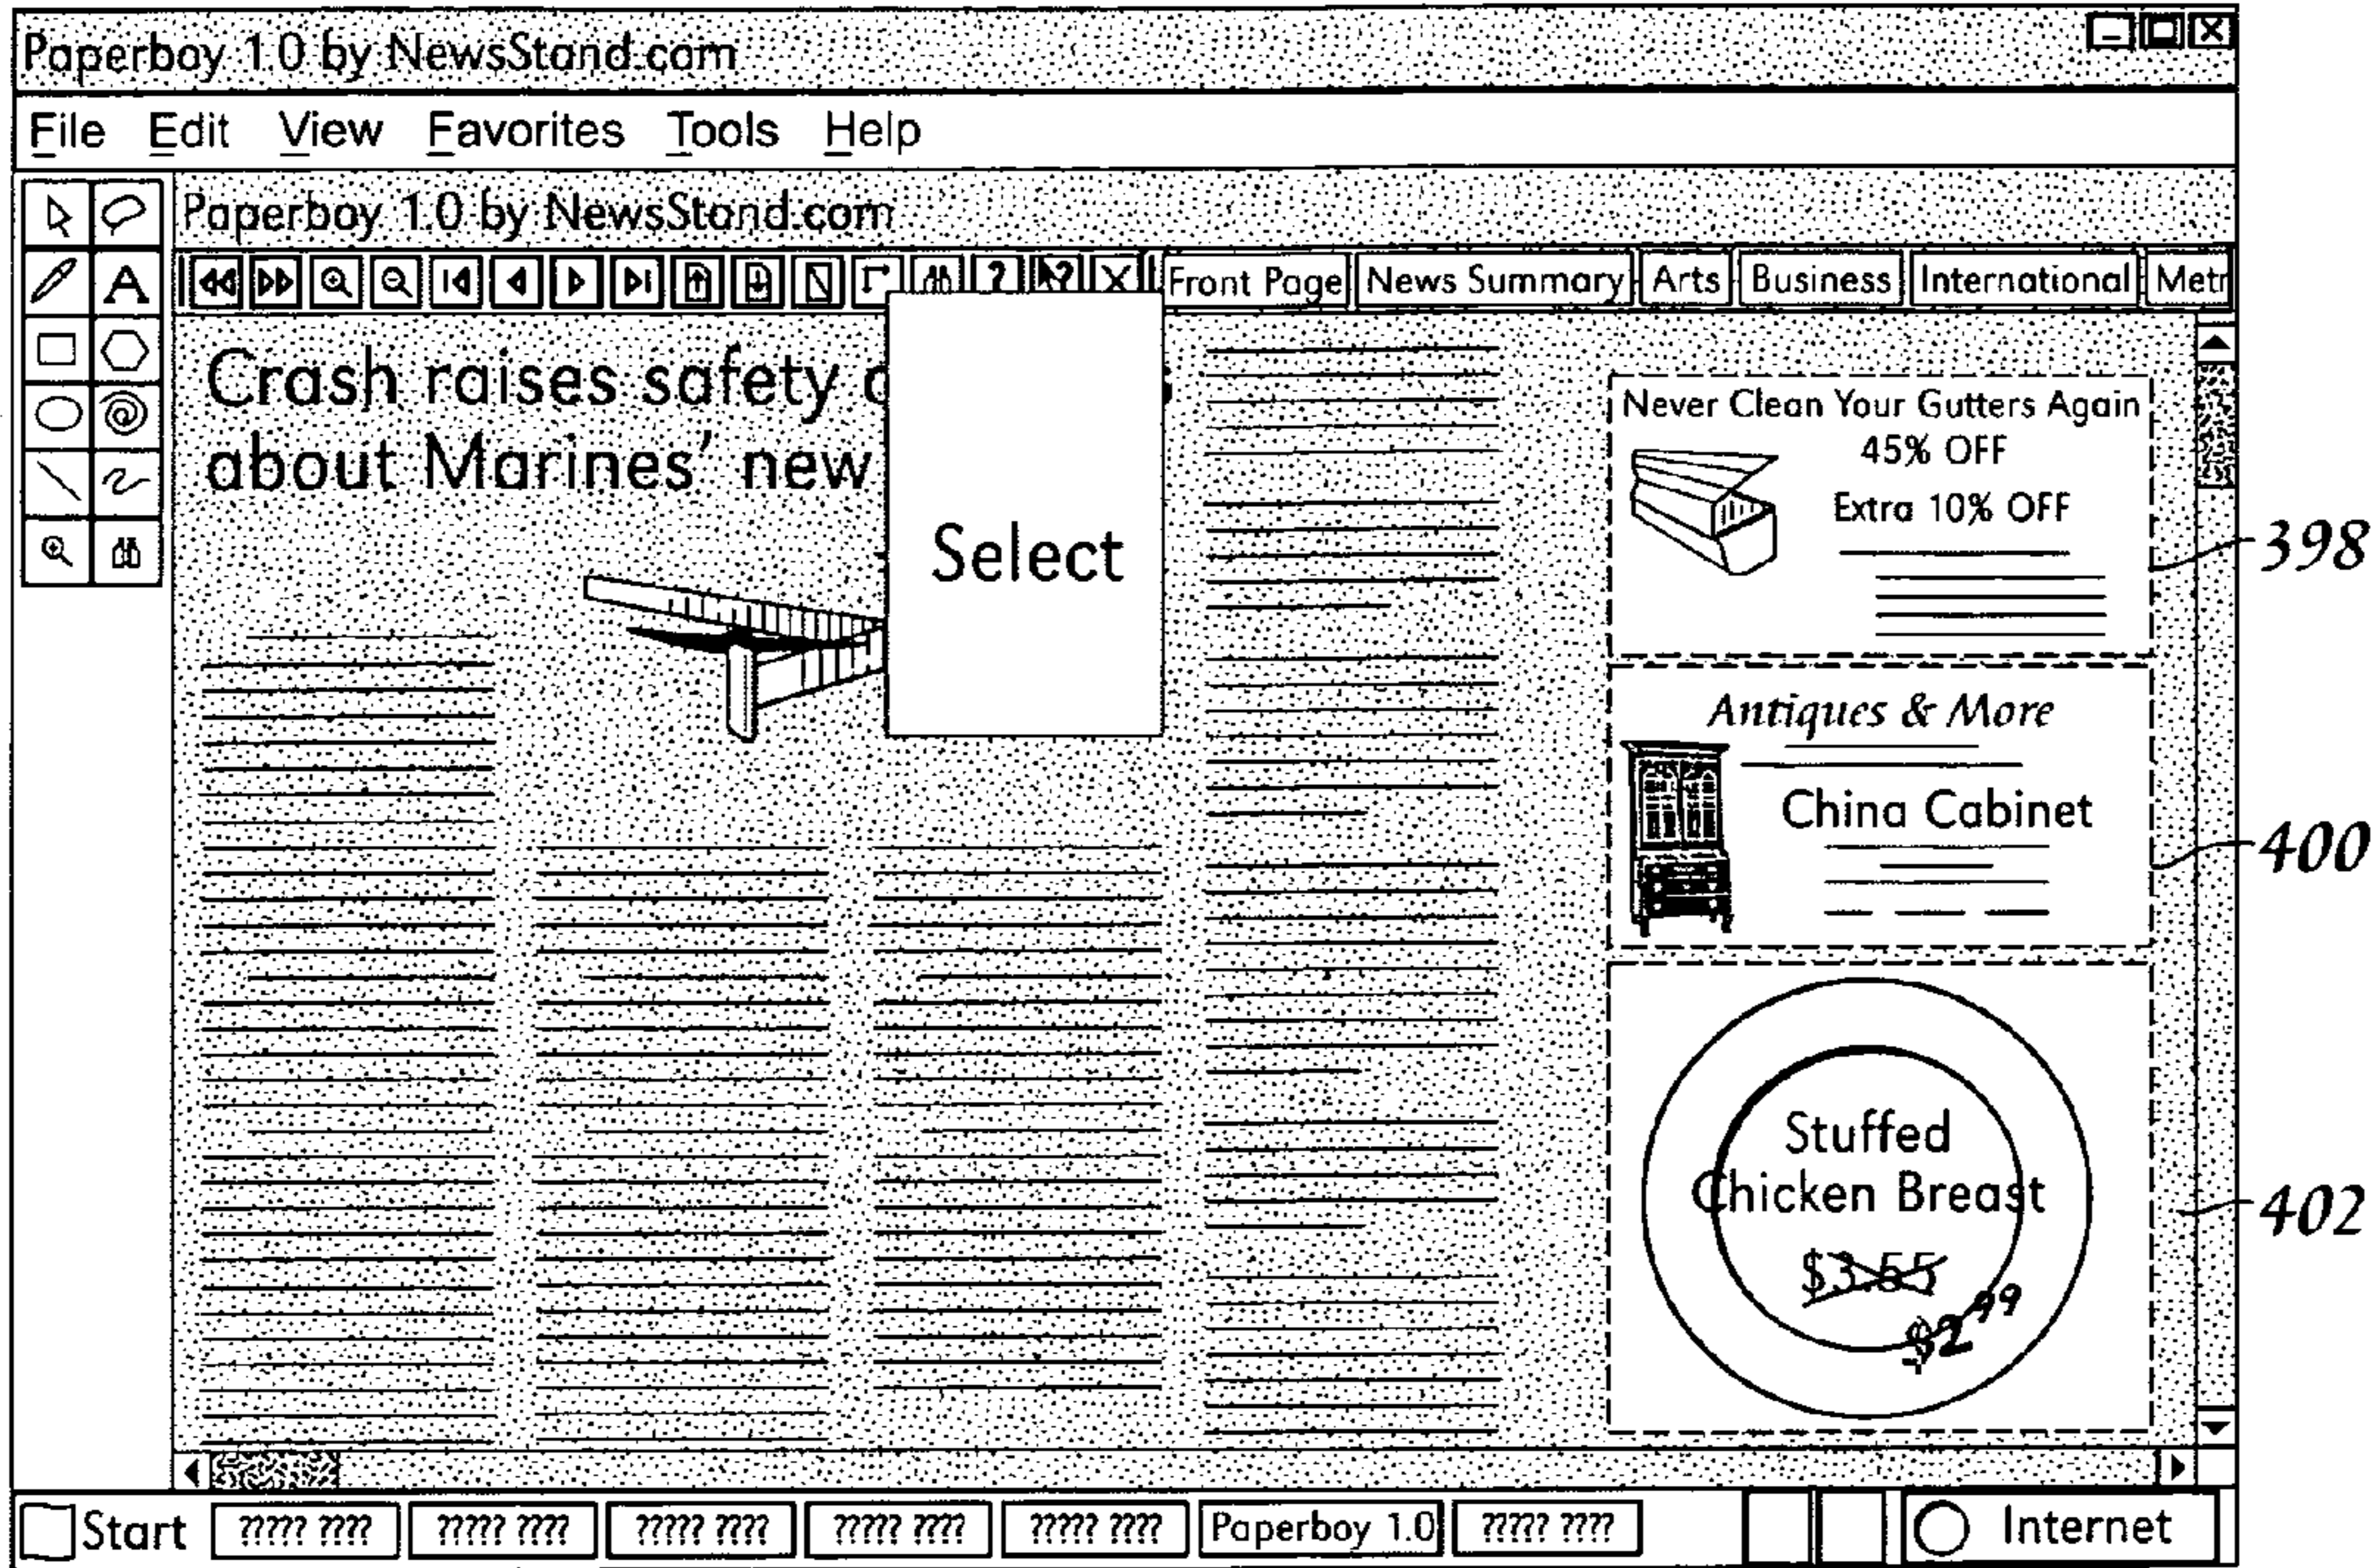 Paperboy 1.0 by NewsStand.com
File Edit View Favorites Tools Help
Paperboy 1.0 by NewsStand.com
Front Page News Summary Arts Business International Metr
Crash raises safety
about Marines' new
Select
Never Clean Your Gutters Again
45% OFF
Extra 10% OFF
398
Antiques & More
China Cabinet
400
Stuffed
Chicken Breast
$3.55
$2.99
402
Start ????? ???? ????? ???? ????? ???? ????? ???? ????? ???? Paperboy 1.0 ????? ???? Internet